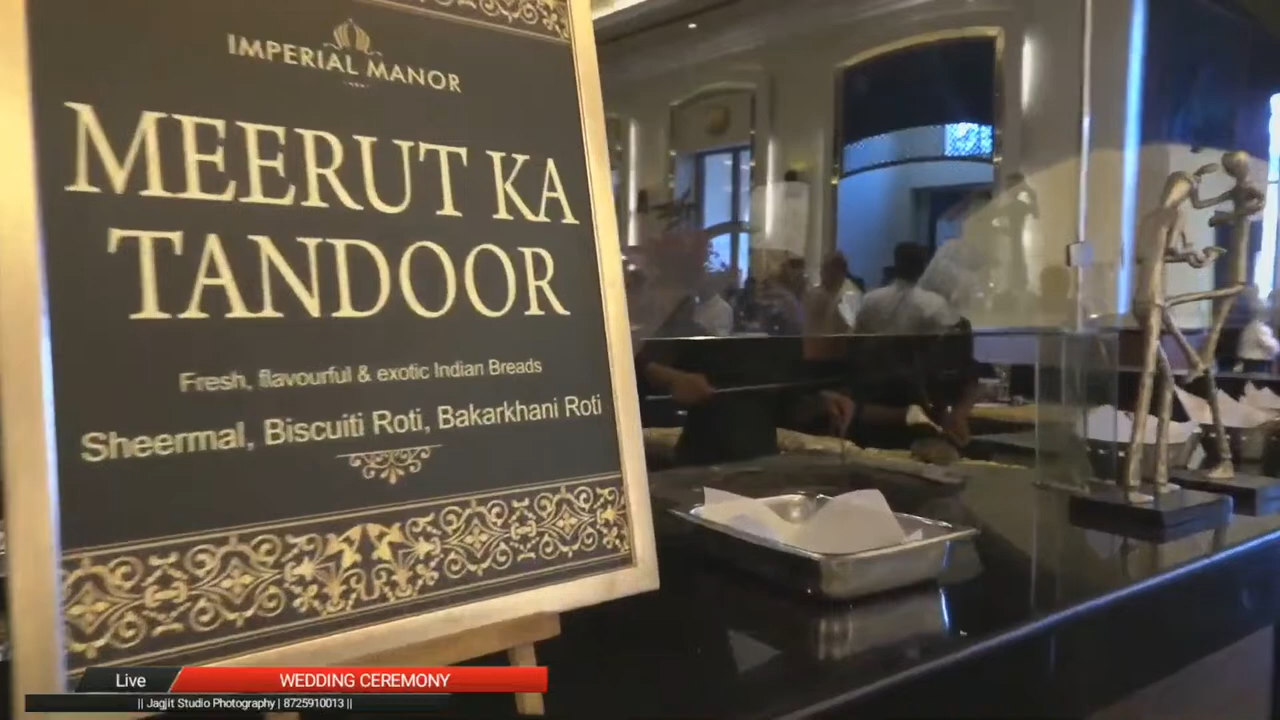 IMPERIAL MANOR
MEERUT KA
TANDOOR
Fresh, flavourful & exotic Indian Breads
Sheermal, Biscuiti Roti, Bakarkhani Roti
Live WEDDING CEREMONY
|| Jagjit Studio Photography | 8725910013 ||